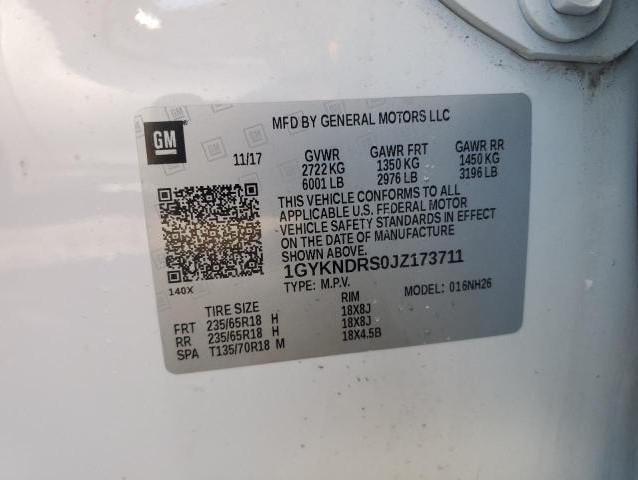 MFD BY GENERAL MOTORS LLC
GM
11/17 GVWR GAWR FRT GAWR RR
2722 KG 1350 KG 1450 KG
6001 LB 2976 LB 3196 LB
THIS VEHICLE CONFORMS TO ALL
APPLICABLE U.S. FEDERAL MOTOR
VEHICLE SAFETY STANDARDS IN EFFECT
ON THE DATE OF MANUFACTURE
SHOWN ABOVE.
1GYKNDRS0JZ173711
TYPE: M.P.V. MODEL: 016NH26
140X
TIRE SIZE RIM
FRT 235/65R18 H 18X8J
RR 235/65R18 H 18X8J
SPA T135/70R18 M 18X4.5B